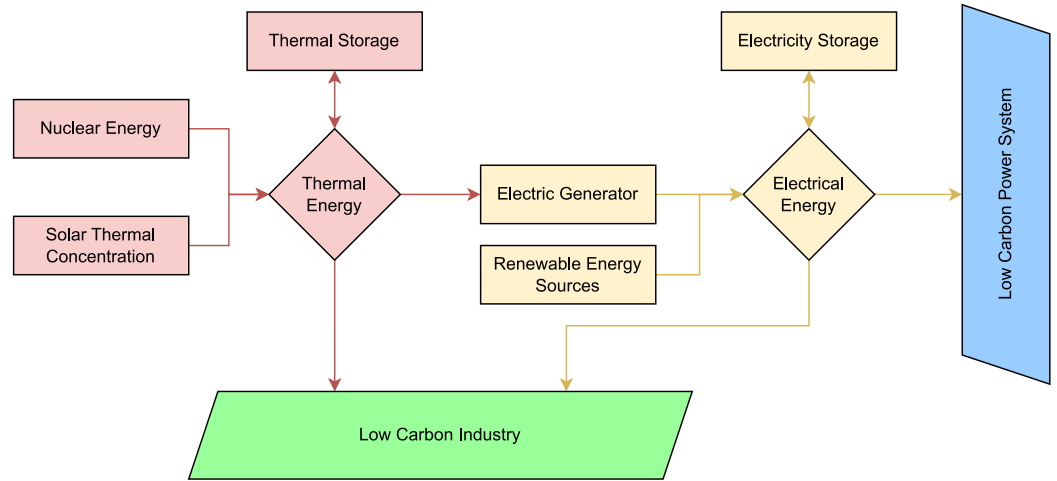 Thermal Storage
Electricity Storage
Nuclear Energy
Thermal
Energy
Electric Generator
Electrical
Energy
Solar Thermal
Concentration
Renewable Energy
Sources
Low Carbon Power System
Low Carbon Industry